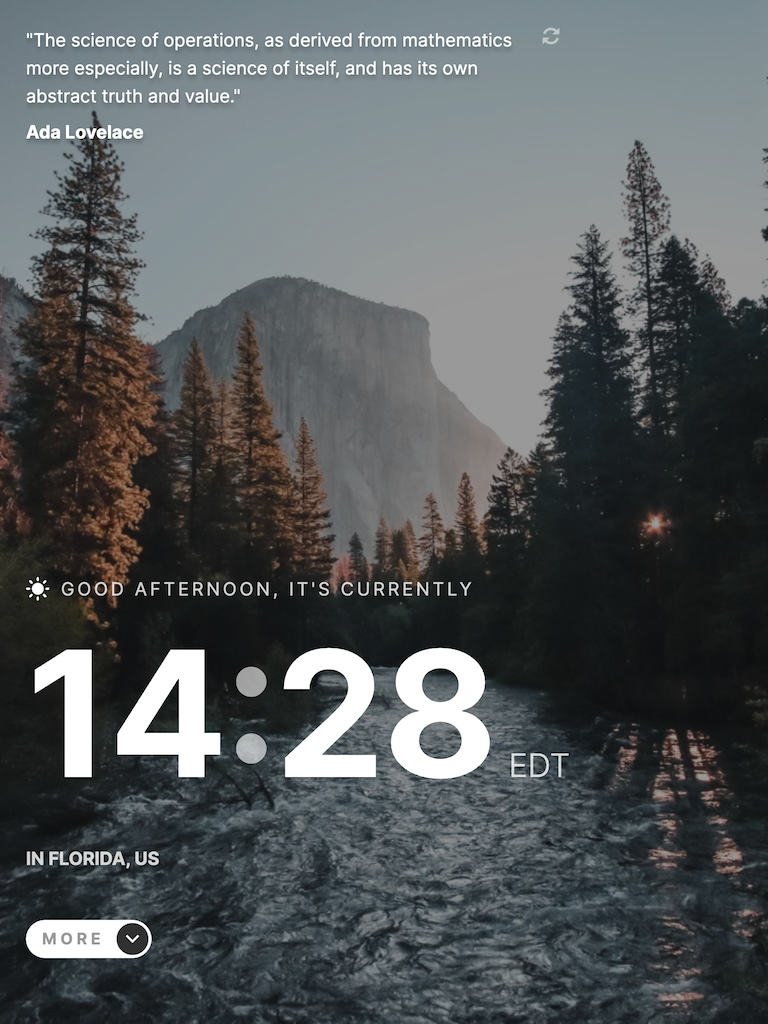 "The science of operations, as derived from mathematics
more especially, is a science of itself, and has its own
abstract truth and value."
Ada Lovelace
GOOD AFTERNOON, IT'S CURRENTLY
14:28 EDT
IN FLORIDA, US
MORE